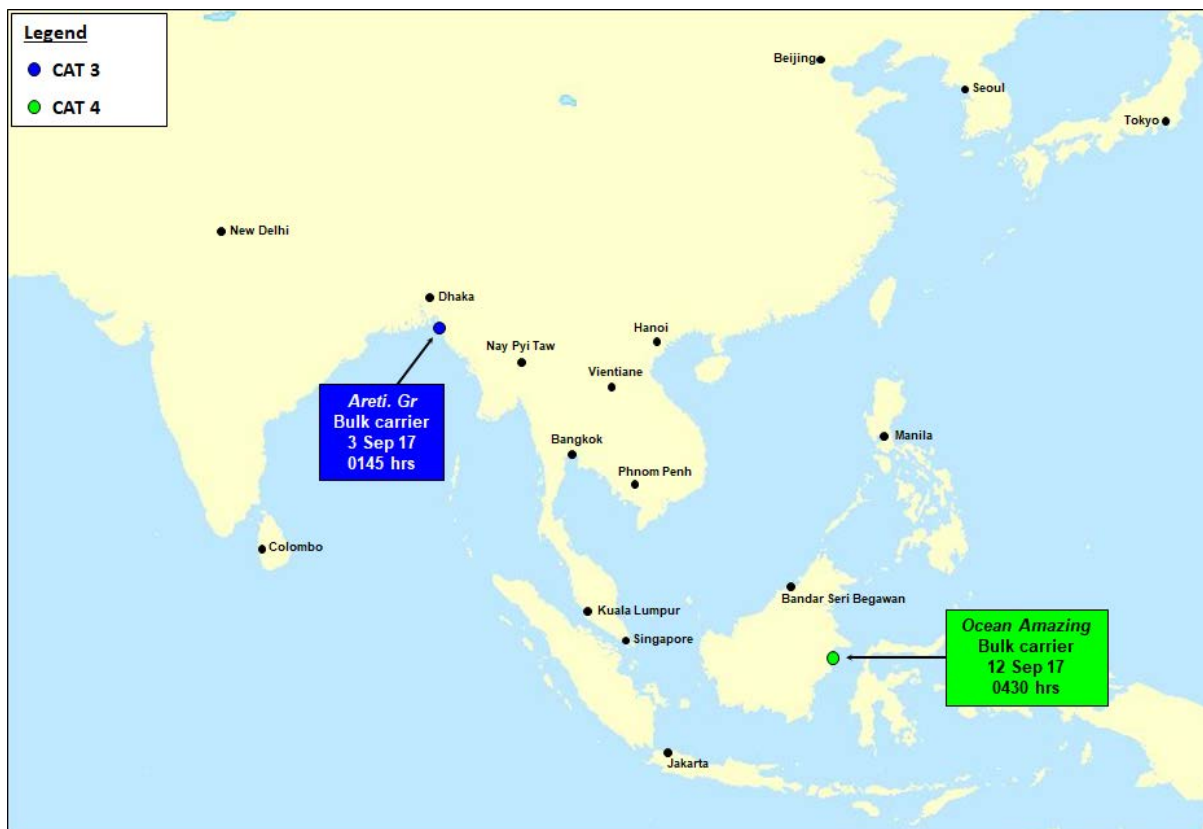 Legend
CAT 3
CAT 4
Beijing
Seoul
Tokyo
New Delhi
Dhaka
Hanoi
Nay Pyi Taw
Vientiane
Areti. Gr
Bulk carrier
3 Sep 17
0145 hrs
Manila
Bangkok
Phnom Penh
Colombo
Bandar Seri Begawan
Kuala Lumpur
Singapore
Ocean Amazing
Bulk carrier
12 Sep 17
0430 hrs
Jakarta